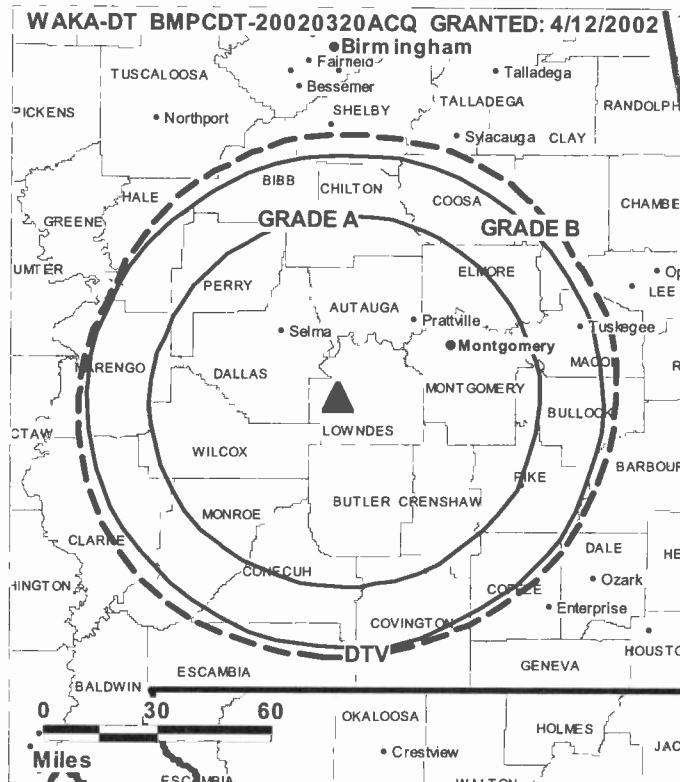 WAKA-DT BMPCDT-20020320ACQ GRANTED: 4/12/2002
Birmingham
Fairfield
TUSCALOOSA
Talladega
Bessemer
PICKENS
SHELBY
TALLADEGA
RANDOLPH
Northport
Sylacauga
CLAY
BIBB
CHILTON
HALE
COOSA
CHAMBE
GREENE
GRADE A
GRADE B
UMTER
ELMORE
Op
PERRY
LEE
AUTAUGA
Selma
Prattville
Tuskegee
Montgomery
MARENGO
MACON
R
DALLAS
MONTGOMERY
BULLOCK
CTAW
LOWNDES
WILCOX
BARBOUR
PIKE
MONROE
BUTLER
CRENSHAW
CLARKE
DALE
HE
CONECUH
HINGTON
Ozark
COFFEE
Enterprise
COVINGTON
HOUSTO
DTV
ESCAMBIA
GENEVA
BALDWIN
0 30 60
OKALOOSA
HOLMES
Miles
Crestview
JAC
ESCAMBIA
WALTON